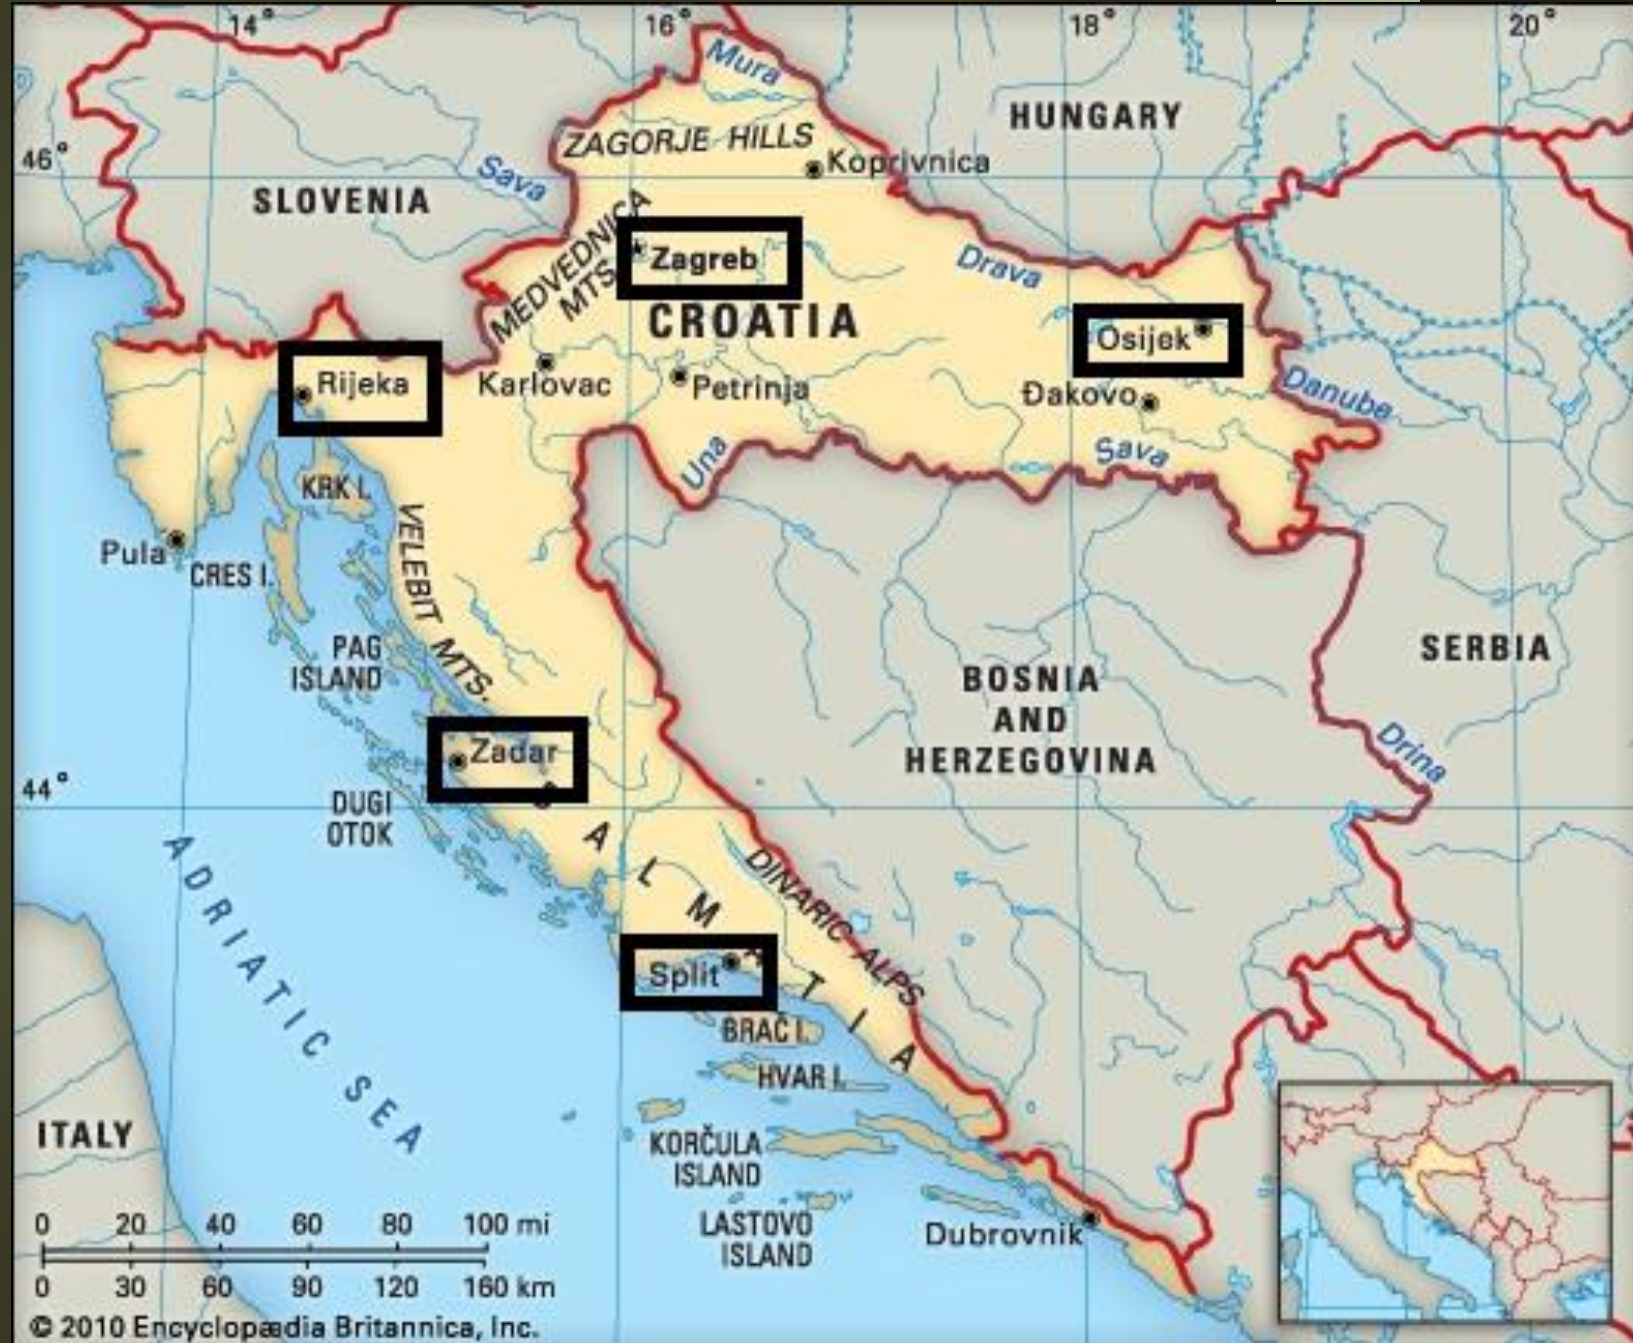 14°
16°
18°
20°
Mura
HUNGARY
ZAGORJE HILLS
46°
Koprivnica
Sava
SLOVENIA
MEDVEDNICA
MTS.
Zagreb
Drava
CROATIA
Osijek
Rijeka
Karlovac
Petrinja
Đakovo
Danube
Una
Sava
KRK I.
Pula
CRES I.
VELEBIT MTS.
PAG
ISLAND
SERBIA
BOSNIA
AND
HERZEGOVINA
Zadar
Drina
44°
DUGI
OTOK
DALMATIA
DINARIC ALPS
ADRIATIC SEA
Split
BRAČ I.
HVAR I.
ITALY
KORČULA
ISLAND
LASTOVO
ISLAND
Dubrovnik
0 20 40 60 80 100 mi
0 30 60 90 120 160 km
© 2010 Encyclopædia Britannica, Inc.